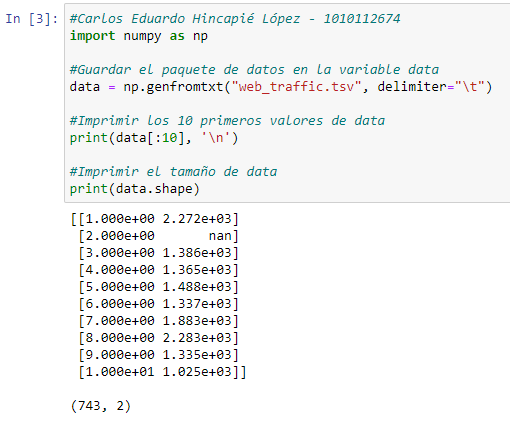 In [3]:
#Carlos Eduardo Hincapié López - 1010112674
import numpy as np

#Guardar el paquete de datos en la variable data
data = np.genfromtxt("web_traffic.tsv", delimiter="\t")

#Imprimir los 10 primeros valores de data
print(data[:10], '\n')

#Imprimir el tamaño de data
print(data.shape)

[[1.000e+00 2.272e+03]
 [2.000e+00       nan]
 [3.000e+00 1.386e+03]
 [4.000e+00 1.365e+03]
 [5.000e+00 1.488e+03]
 [6.000e+00 1.337e+03]
 [7.000e+00 1.883e+03]
 [8.000e+00 2.283e+03]
 [9.000e+00 1.335e+03]
 [1.000e+01 1.025e+03]]

(743, 2)